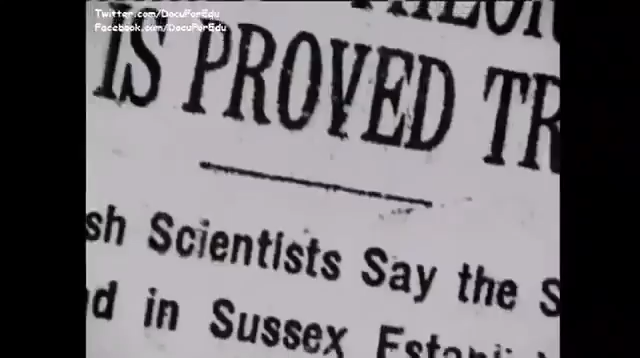 Twitter.com/DocuForEdu
Facebook.com/DocuForEdu
IS PROVED TR
sh Scientists Say the S
d in Sussex